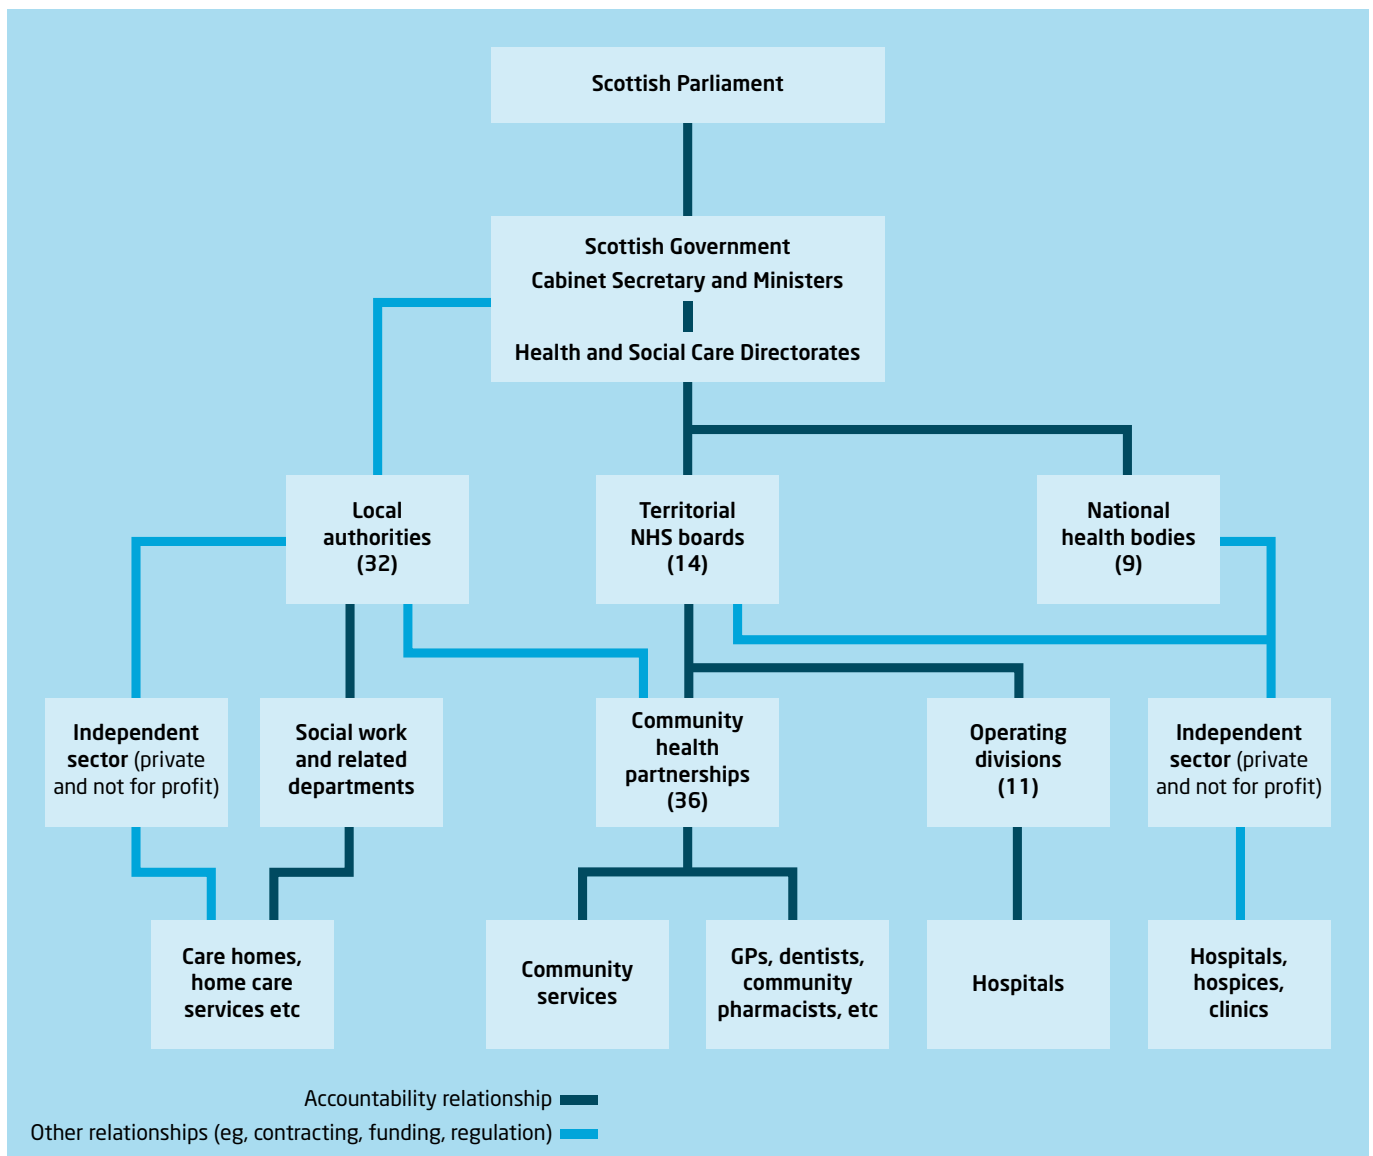 Scottish Parliament
Scottish Government
Cabinet Secretary and Ministers
Health and Social Care Directorates
Local
authorities
(32)
Territorial
NHS boards
(14)
National
health bodies
(9)
Independent
sector (private
and not for profit)
Social work
and related
departments
Community
health
partnerships
(36)
Operating
divisions
(11)
Independent
sector (private
and not for profit)
Care homes,
home care
services etc
Community
services
GPs, dentists,
community
pharmacists, etc
Hospitals
Hospitals,
hospices,
clinics
Accountability relationship
Other relationships (eg, contracting, funding, regulation)